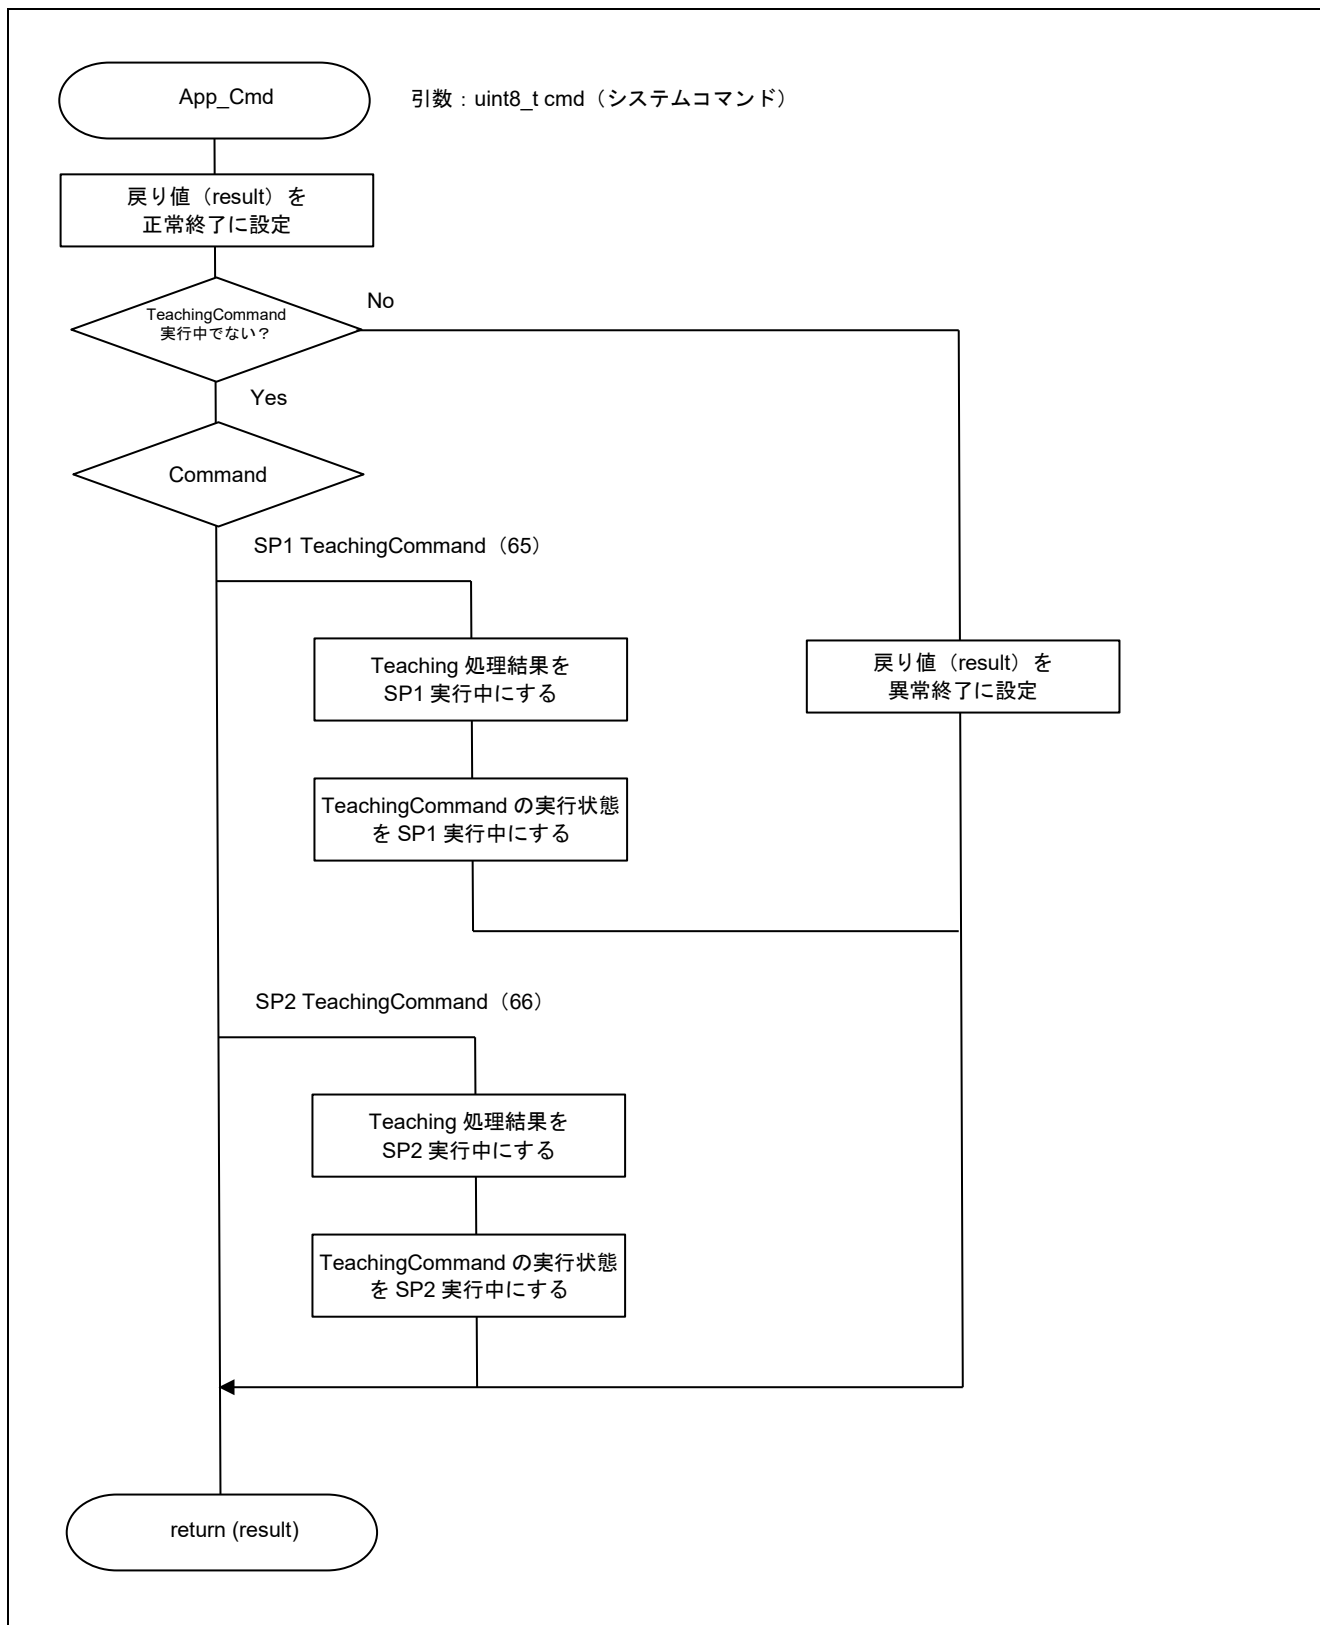 App_Cmd
引数：uint8_t cmd（システムコマンド）
戻り値（result）を
正常終了に設定
TeachingCommand
実行中でない？
No
Yes
Command
SP1 TeachingCommand（65）
Teaching 処理結果を
SP1 実行中にする
戻り値（result）を
異常終了に設定
TeachingCommand の実行状態
を SP1 実行中にする
SP2 TeachingCommand（66）
Teaching 処理結果を
SP2 実行中にする
TeachingCommand の実行状態
を SP2 実行中にする
return (result)